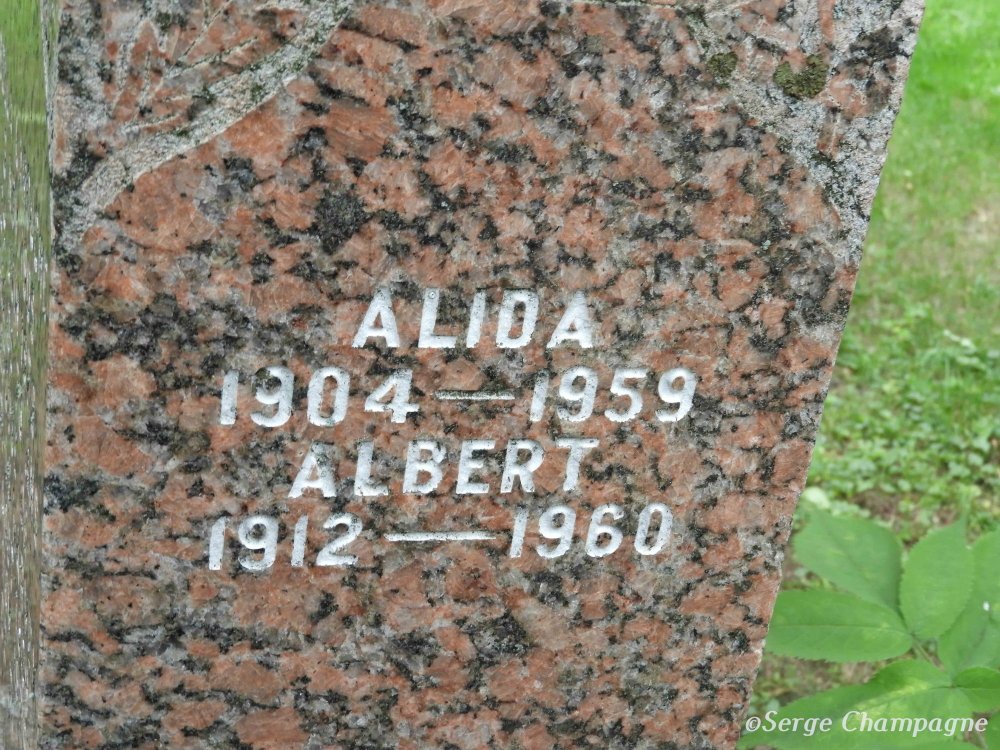 ALIDA
1904—1959
ALBERT
1912—1960
©Serge Champagne